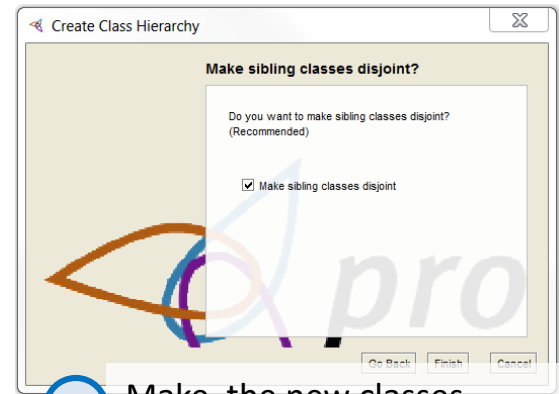 Create Class Hierarchy
Make sibling classes disjoint?
Do you want to make sibling classes disjoint?
(Recommended)
Make sibling classes disjoint
pro
Go Back Finish Cancel
Make the new classes